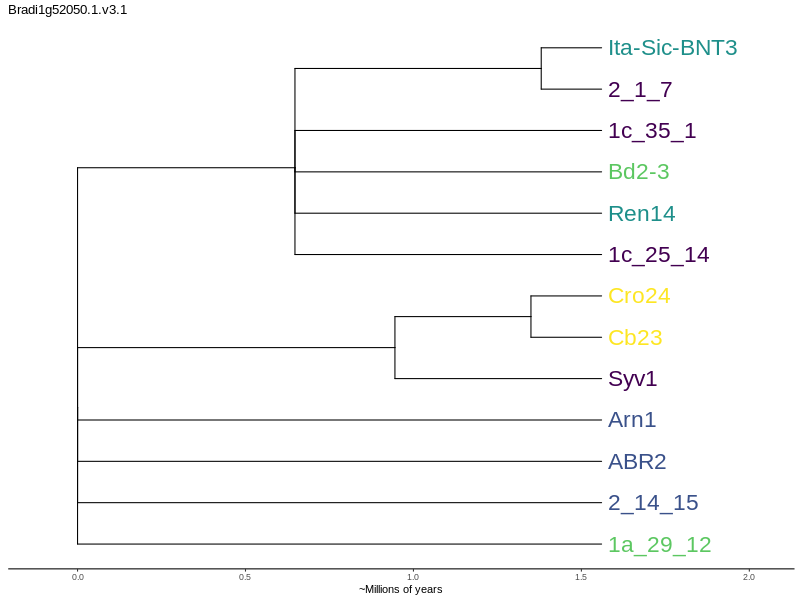 Bradi1g52050.1.v3.1
Ita-Sic-BNT3
2_1_7
1c_35_1
Bd2-3
Ren14
1c_25_14
Cro24
Cb23
Syv1
Arn1
ABR2
2_14_15
1a_29_12
0.0 0.5 1.0 1.5 2.0
~Millions of years